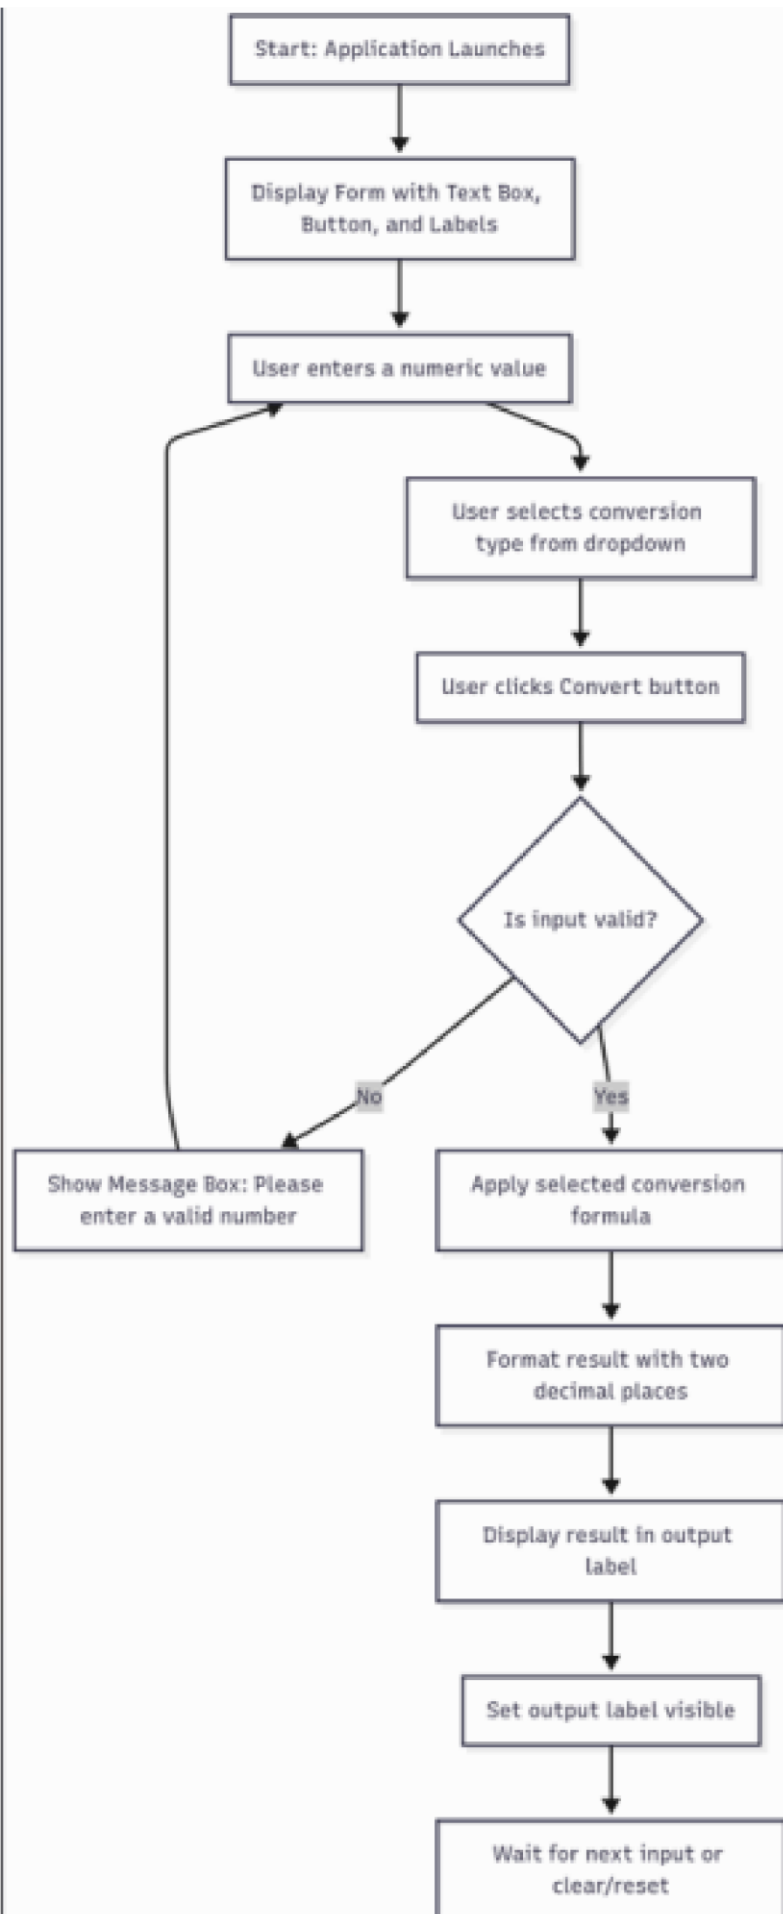 Start: Application Launches
Display Form with Text Box,
Button, and Labels
User enters a numeric value
User selects conversion
type from dropdown
User clicks Convert button
Is input valid?
No
Yes
Show Message Box: Please
enter a valid number
Apply selected conversion
formula
Format result with two
decimal places
Display result in output
label
Set output label visible
Wait for next input or
clear/reset